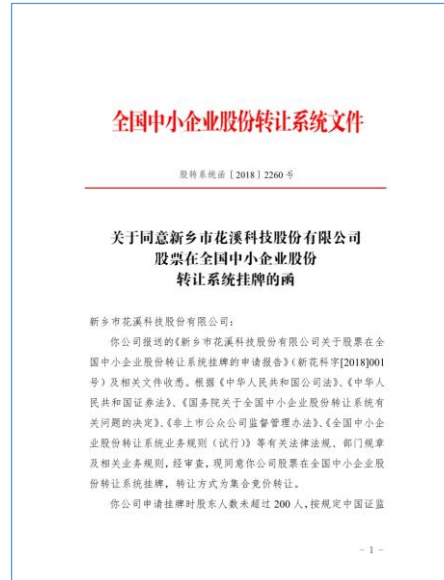 全国中小企业股份转让系统文件
股转系统函〔2018〕2260 号
关于同意新乡市花溪科技股份有限公司
股票在全国中小企业股份
转让系统挂牌的函
新乡市花溪科技股份有限公司：
你公司报送的《新乡市花溪科技股份有限公司关于股票在全
国中小企业股份转让系统挂牌的申请报告》（新花科字[2018]001
号）及相关文件收悉。根据《中华人民共和国公司法》、《中华人
民共和国证券法》、《国务院关于全国中小企业股份转让系统有
关问题的决定》、《非上市公众公司监督管理办法》、《全国中小企
业股份转让系统业务规则（试行）》等有关法律法规、部门规章
及相关业务规则，经审查，现同意你公司股票在全国中小企业股
份转让系统挂牌，转让方式为集合竞价转让。
你公司申请挂牌时股东人数未超过 200 人，按规定中国证监
- 1 -